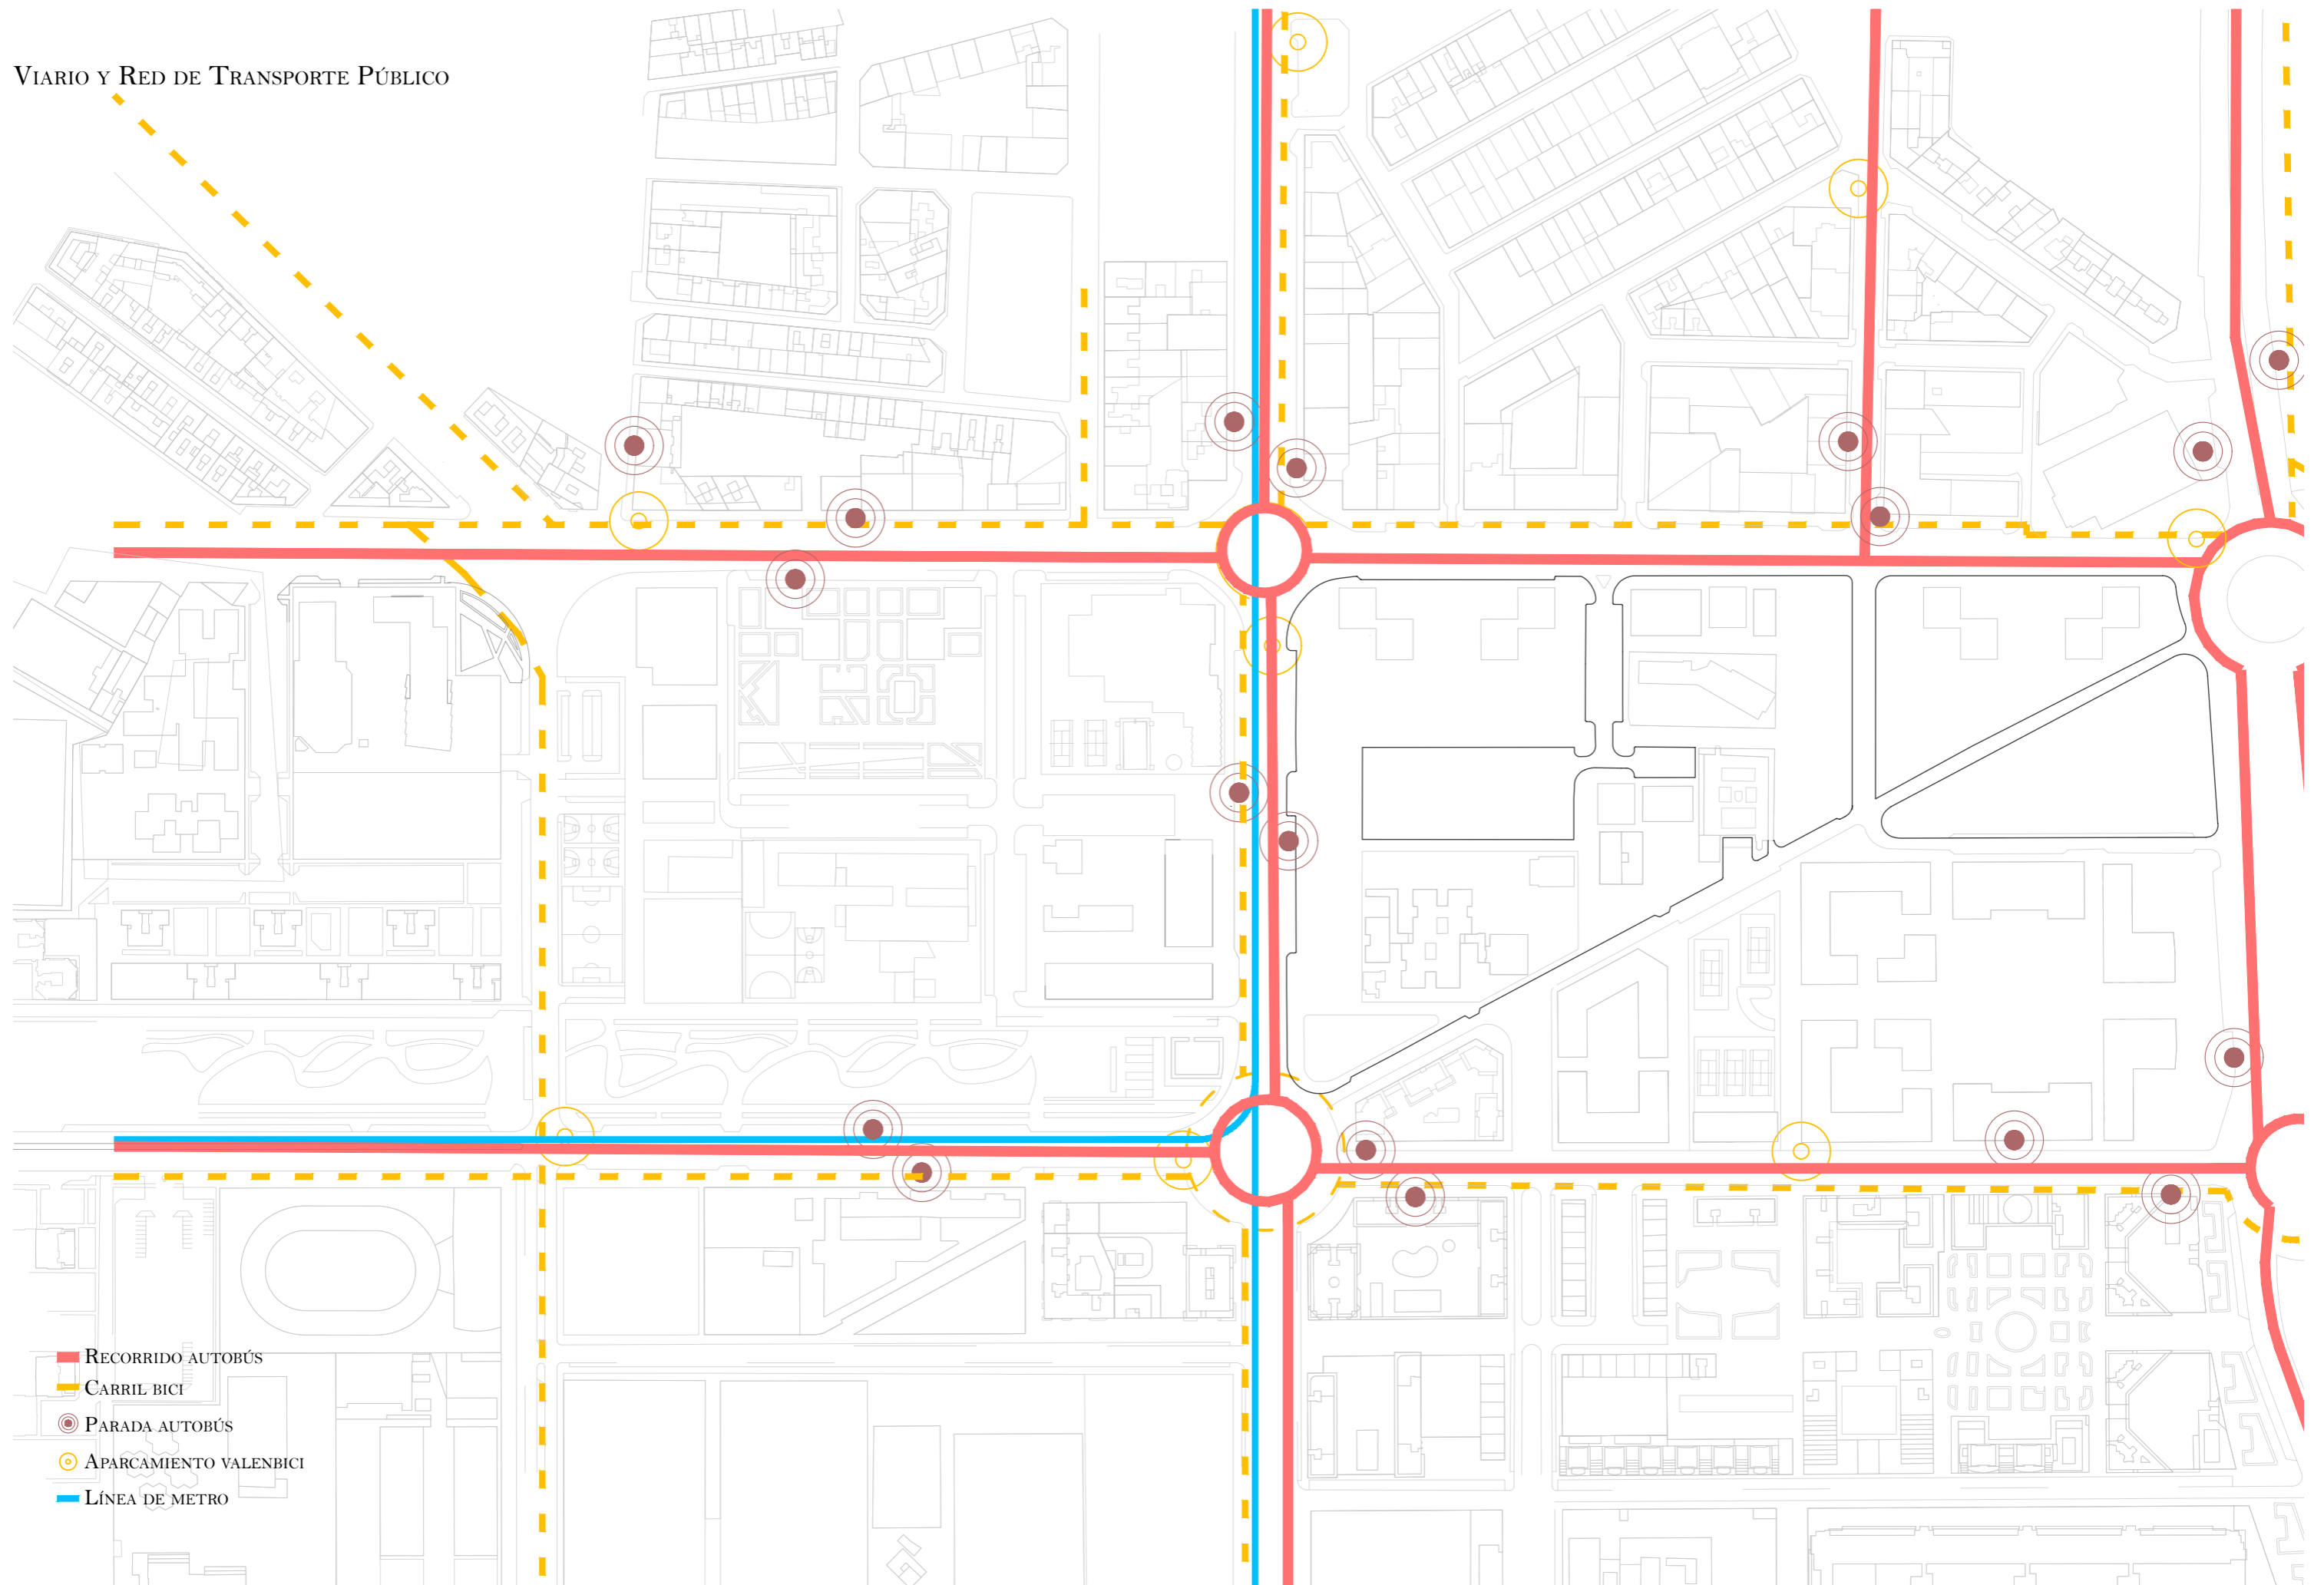 Viario y Red de Transporte Público
Recorrido autobús
Carril bici
Parada autobús
Aparcamiento valenbici
Línea de metro